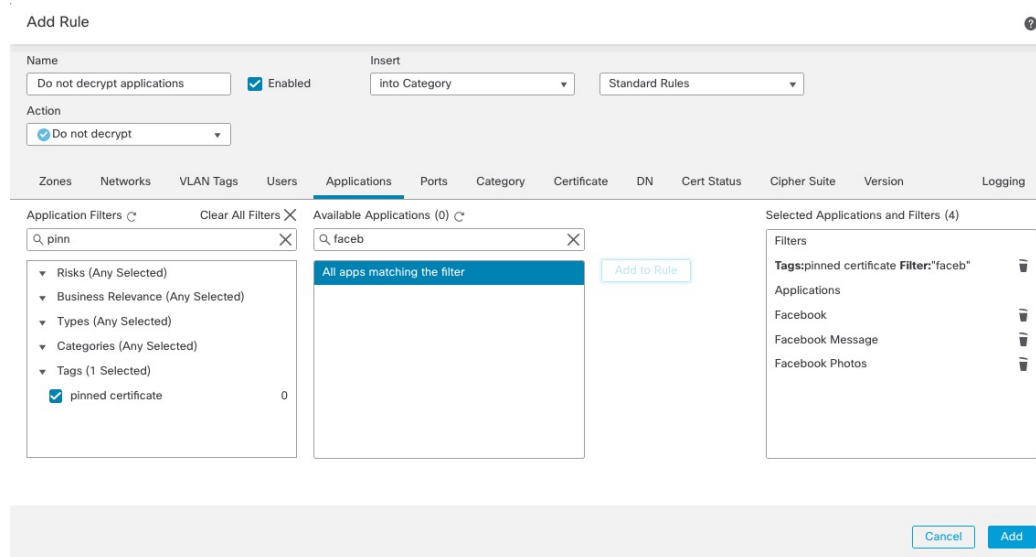 Add Rule
Name
Insert
Do not decrypt applications
Enabled
into Category
Standard Rules
Action
Do not decrypt
Zones Networks VLAN Tags Users Applications Ports Category Certificate DN Cert Status Cipher Suite Version Logging
Application Filters
Clear All Filters
Available Applications (0)
Selected Applications and Filters (4)
pinn
faceb
Risks (Any Selected)
Business Relevance (Any Selected)
Types (Any Selected)
Categories (Any Selected)
Tags (1 Selected)
pinned certificate 0
All apps matching the filter
Add to Rule
Filters
Tags:pinned certificate Filter:"faceb"
Applications
Facebook
Facebook Message
Facebook Photos
Cancel
Add